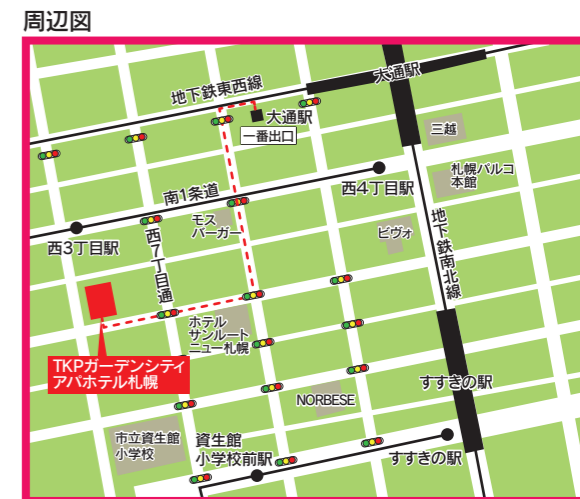 周辺図
地下鉄東西線
大通駅
大通駅
一番出口
三越
札幌パルコ
本館
南1条道
西4丁目駅
モス
バーガー
西3丁目駅
西7丁目通
ピヴォ
地下鉄南北線
ホテル
サンルート
ニュー札幌
TKPガーデンシティ
アパホテル札幌
すすきの駅
NORBESE
市立資生館
小学校
資生館
小学校前駅
すすきの駅